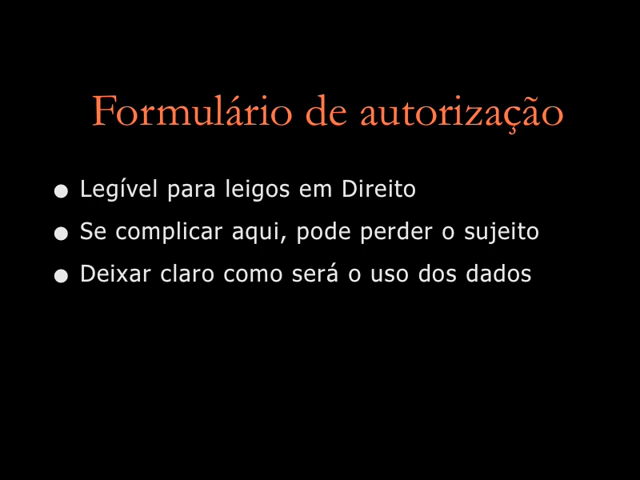 Formulário de autorização
• Legível para leigos em Direito
• Se complicar aqui, pode perder o sujeito
• Deixar claro como será o uso dos dados